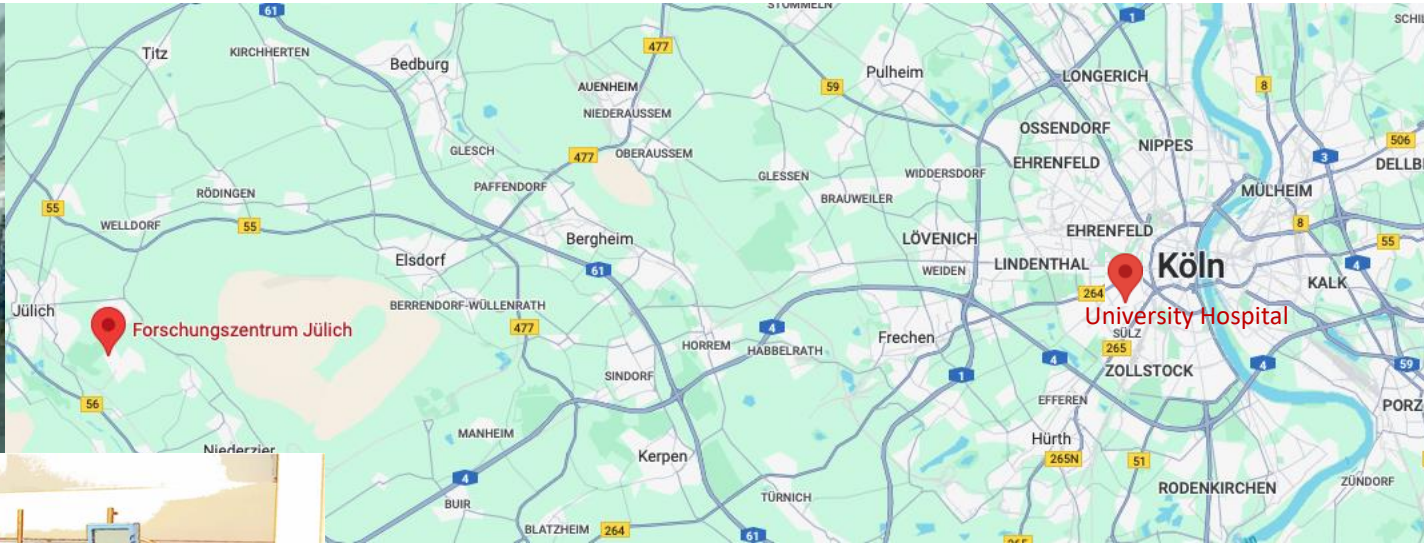 61
STOMMELN
1
Titz
KIRCHHERTEN
477
Bedburg
Pulheim
LONGERICH
59
8
AUENHEIM
NIEDERAUSSEM
OSSENDORF
NIPPES
506
GLESCH
477
OBERAUSSEM
EHRENFELD
3
WIDDERSDORF
GLESSEN
PAFFENDORF
RÖDINGEN
BRAUWEILER
MÜLHEIM
55
WELLDORF
55
8
EHRENFELD
Bergheim
LÖVENICH
55
Elsdorf
61
WEIDEN
LINDENTHAL
Köln
4
KALK
264
BERRENDORF-WÜLLENRATH
Jülich
University Hospital
Forschungszentrum Jülich
477
4
Frechen
SÜLZ
HORREM
HABBELRATH
265
4
4
59
SINDORF
1
ZOLLSTOCK
56
EFFEREN
MANHEIM
Hürth
Niederzier
Kerpen
265N
51
4
RODENKIRCHEN
ZÜNDORF
BUIR
TÜRNICH
BLATZHEIM
264
61